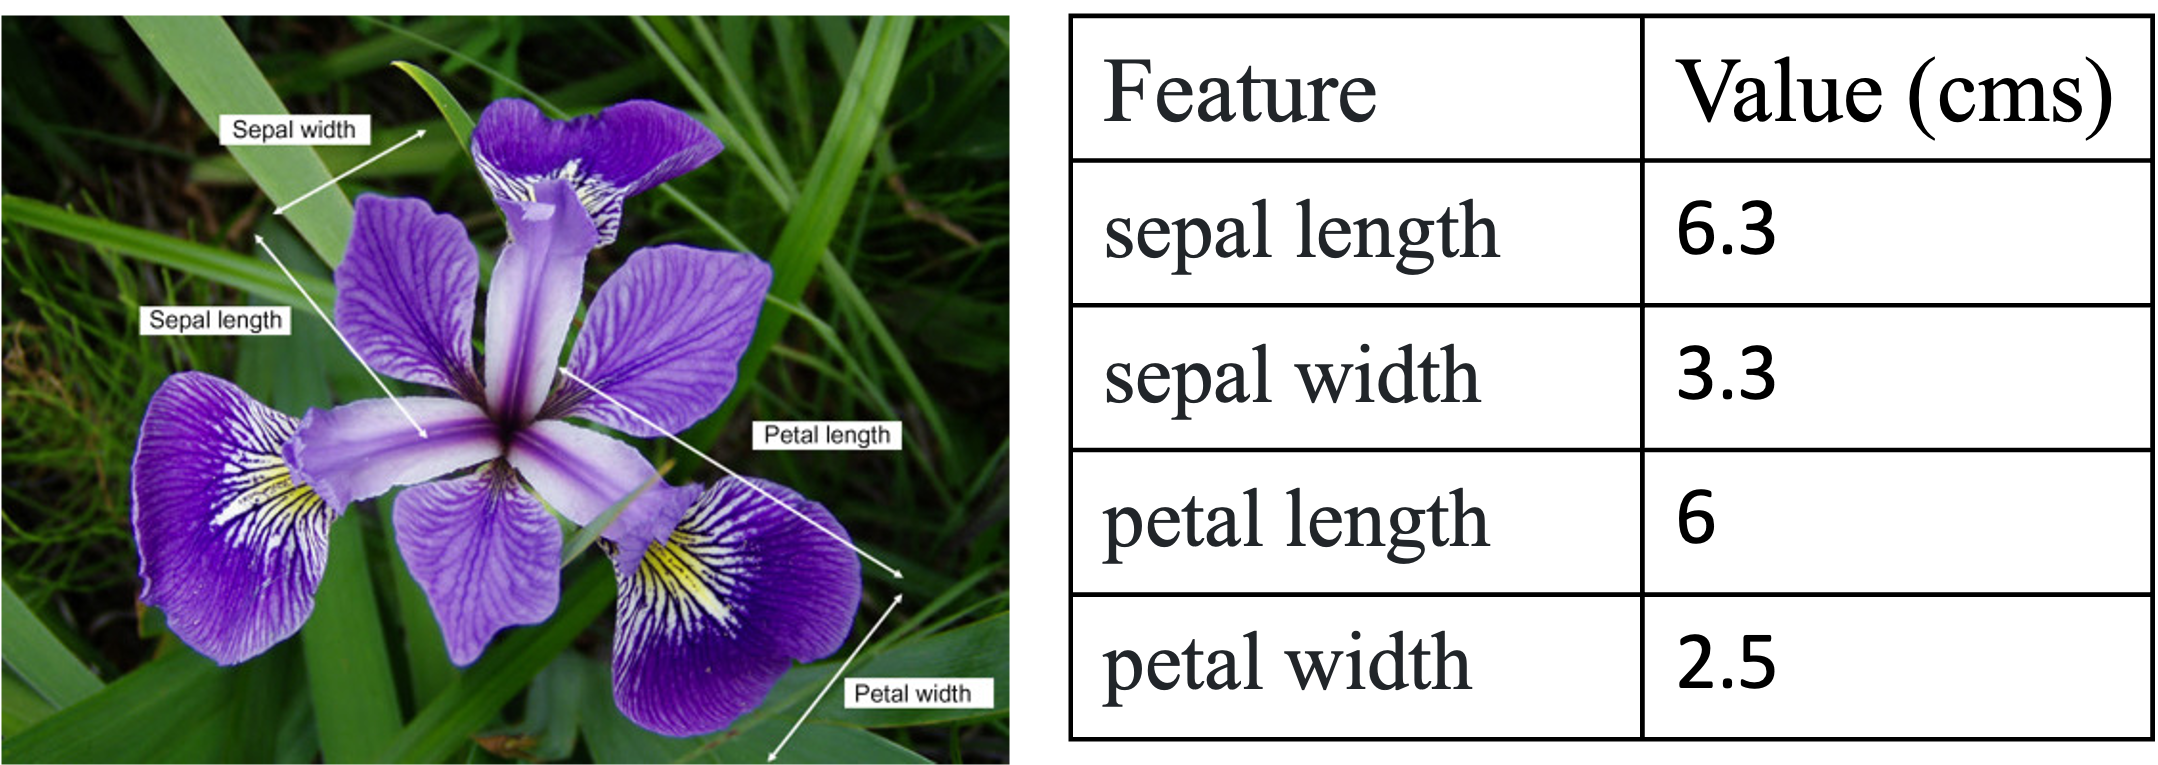 Sepal width
Sepal length
Petal length
Petal width
Feature Value (cms)
sepal length 6.3
sepal width 3.3
petal length 6
petal width 2.5